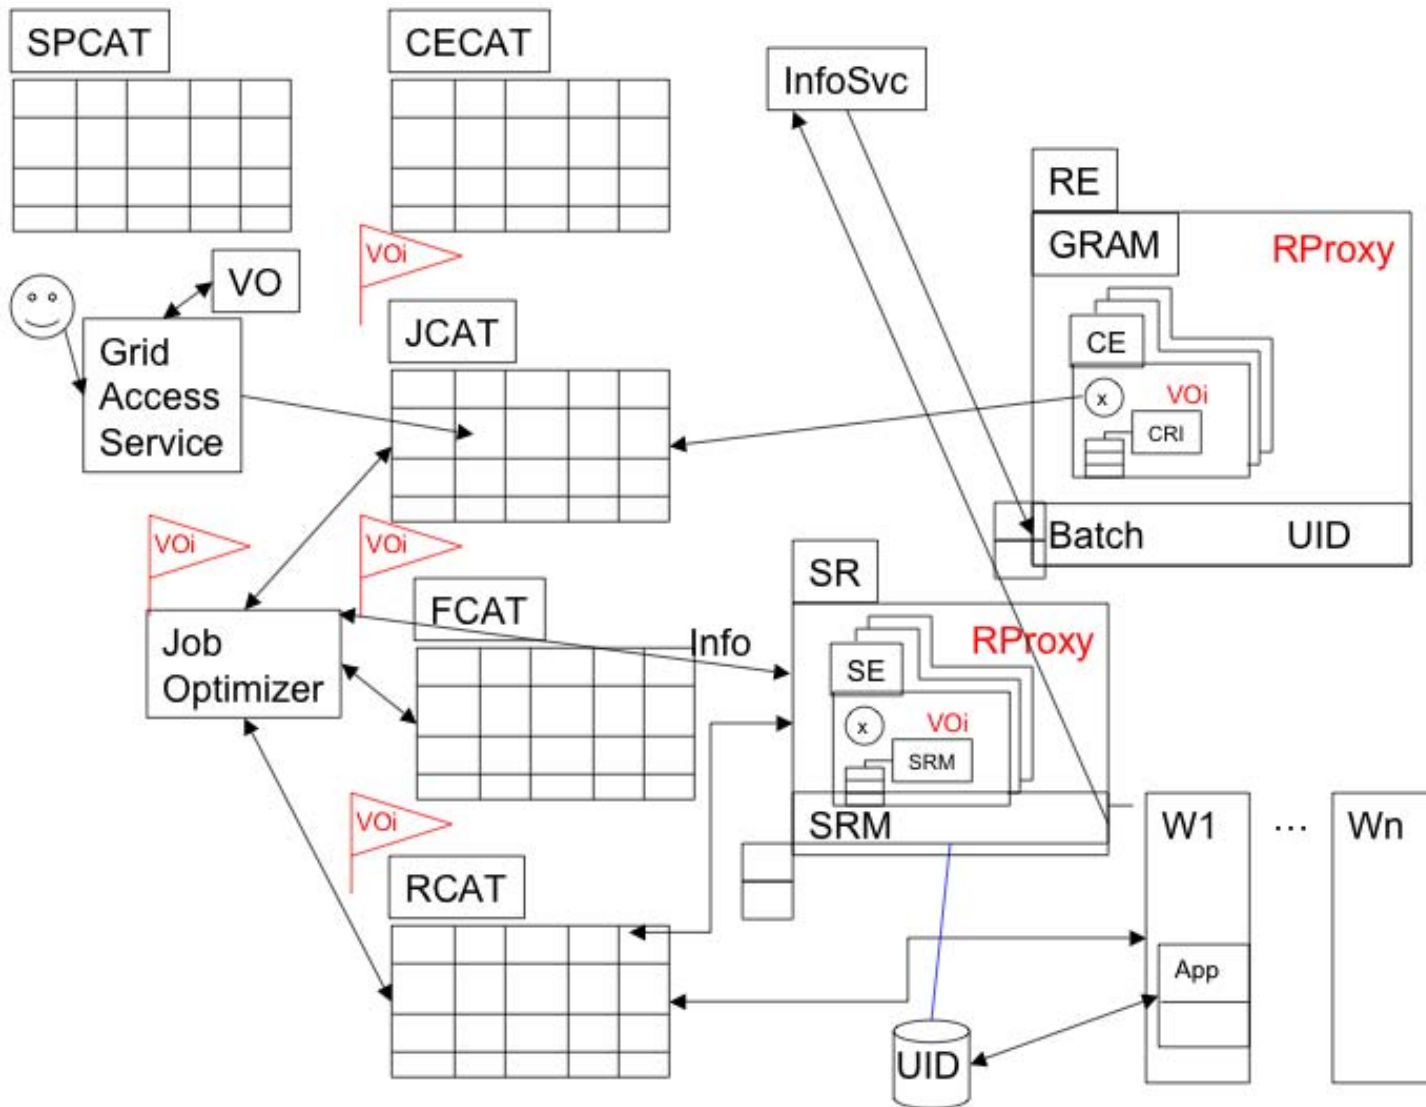 SPCAT
CECAT
InfoSvc
RE
GRAM
RProxy
VOi
VO
CE
Grid
Access
Service
JCAT
x
VOi
CRI
VOi
VOi
Batch
UID
SR
FCAT
Info
RProxy
Job
Optimizer
SE
x
VOi
SRM
VOi
SRM
W1
...
Wn
RCAT
App
UID